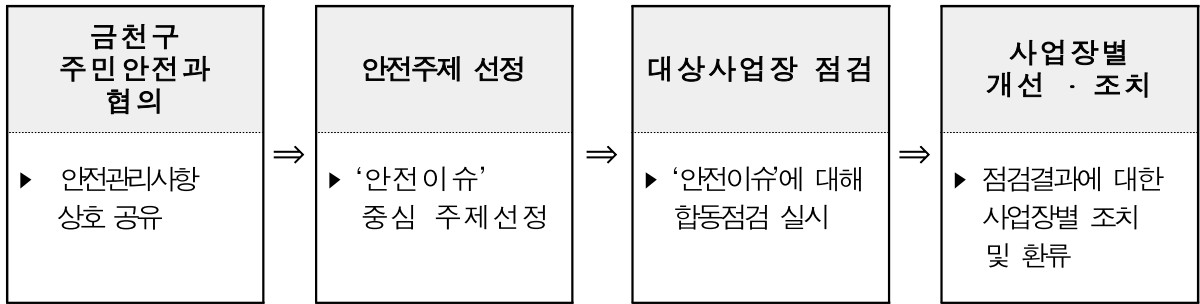 금천구
주민안전과
협의
▶ 안전관리사항
상호 공유
⇒
안전주제 선정
▶ ‘안전이슈’
중심 주제선정
⇒
대상사업장 점검
▶ ‘안전이슈’에 대해
합동점검 실시
⇒
사업장별
개선 · 조치
▶ 점검결과에 대한
사업장별 조치
및 환류